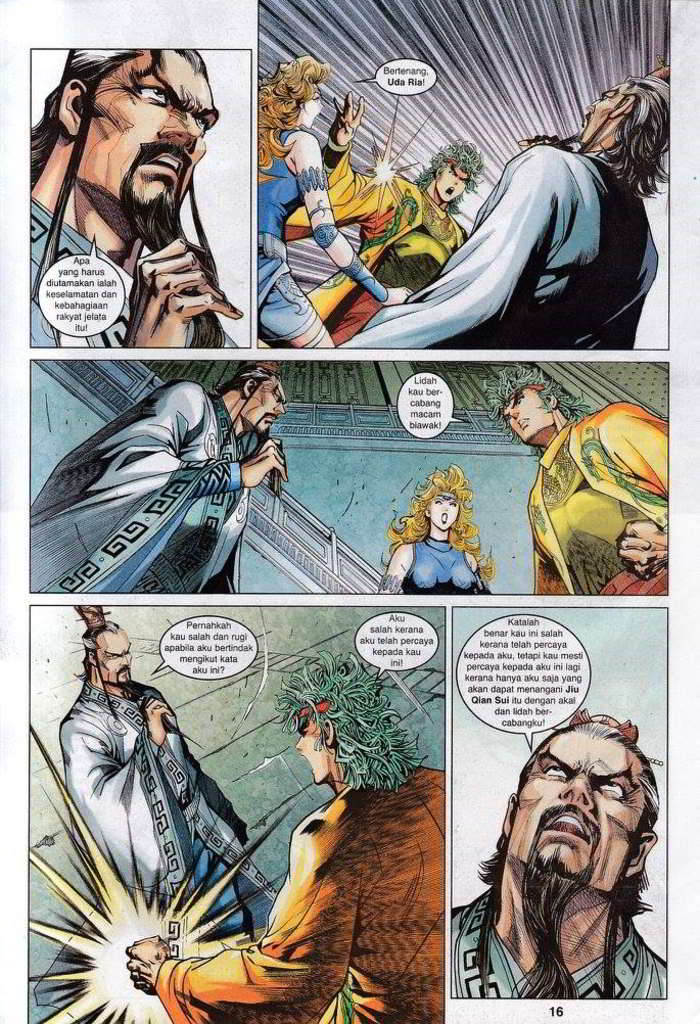 Apa
yang harus
diutamakan ialah
keselamatan dan
kebahagiaan
rakyat jelata
itu!
Bertenang,
Uda Ria!
Lidah
kau ber-
cabang
macam
biawak!
Pernahkah
kau salah dan rugi
apabila aku bertindak
mengikut kata
aku ini?
Aku
salah kerana
aku telah percaya
kepada kau
ini!
Katalah
benar kau ini salah
kerana telah percaya
kepada aku, tetapi kau mesti
percaya kepada aku ini lagi
kerana hanya aku saja yang
akan dapat menangani Jiu
Qian Sui itu dengan akal
dan lidah ber-
cabangku!
16